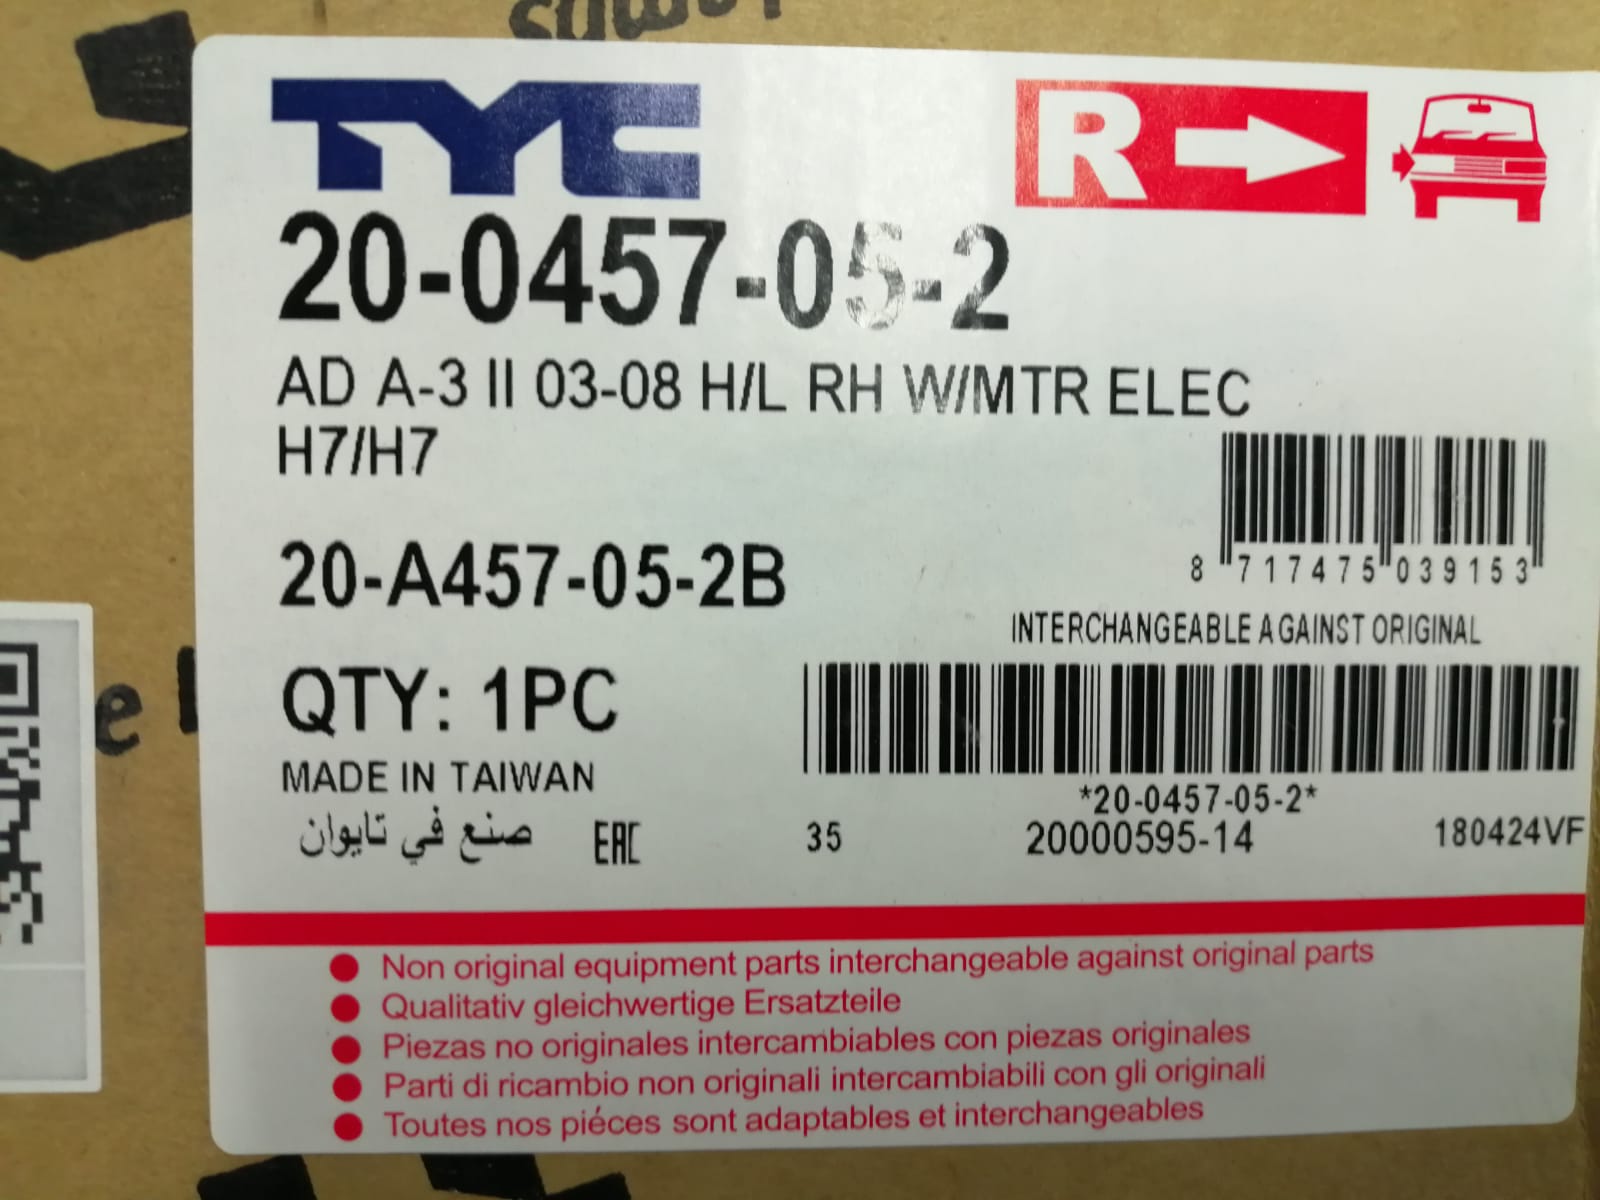 TYC
R
20-0457-05-2
AD A-3 II 03-08 H/L RH W/MTR ELEC
H7/H7
8 717475 039153
20-A457-05-2B
INTERCHANGEABLE AGAINST ORIGINAL
QTY: 1PC
MADE IN TAIWAN
*20-0457-05-2*
صنع في تايوان EAC 35 20000595-14 180424VF
Non original equipment parts interchangeable against original parts
Qualitativ gleichwertige Ersatzteile
Piezas no originales intercambiables con piezas originales
Parti di ricambio non originali intercambiabili con gli originali
Toutes nos piéces sont adaptables et interchangeables